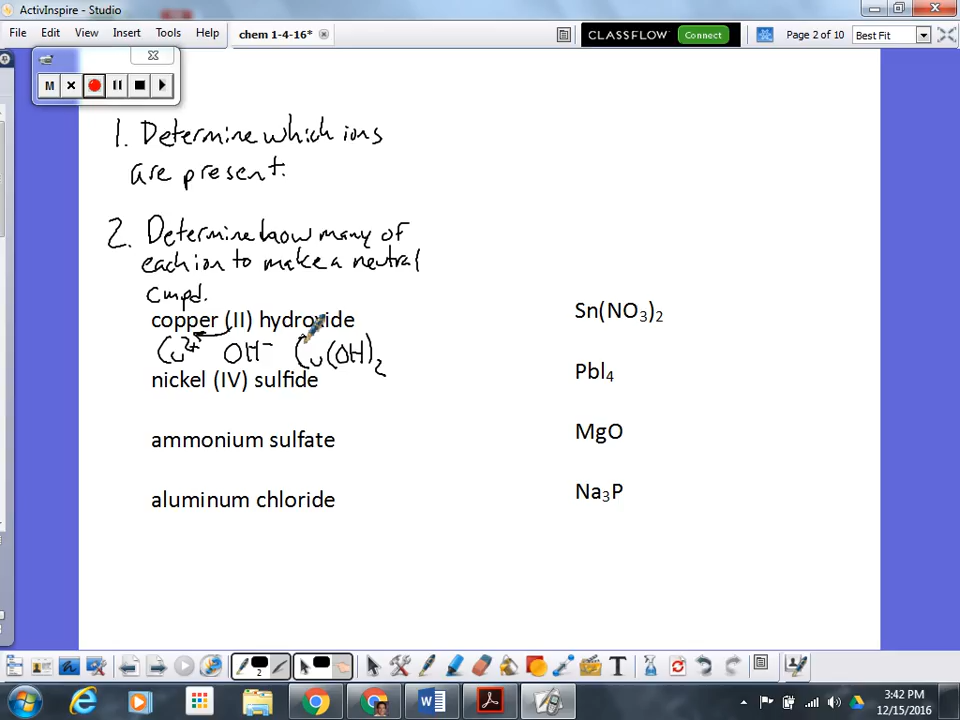 ActivInspire - Studio
File Edit View Insert Tools Help chem 1-4-16* CLASSFLOW Connect Page 2 of 10 Best Fit
M
1. Determine which ions
are present.
2. Determine how many of
each ion to make a neutral
cmpd.
copper (II) hydroxide
Cu²⁺ OH⁻ Cu(OH)₂
nickel (IV) sulfide
ammonium sulfate
aluminum chloride
Sn(NO₃)₂
PbI₄
MgO
Na₃P
2
T
W
3:42 PM
12/15/2016